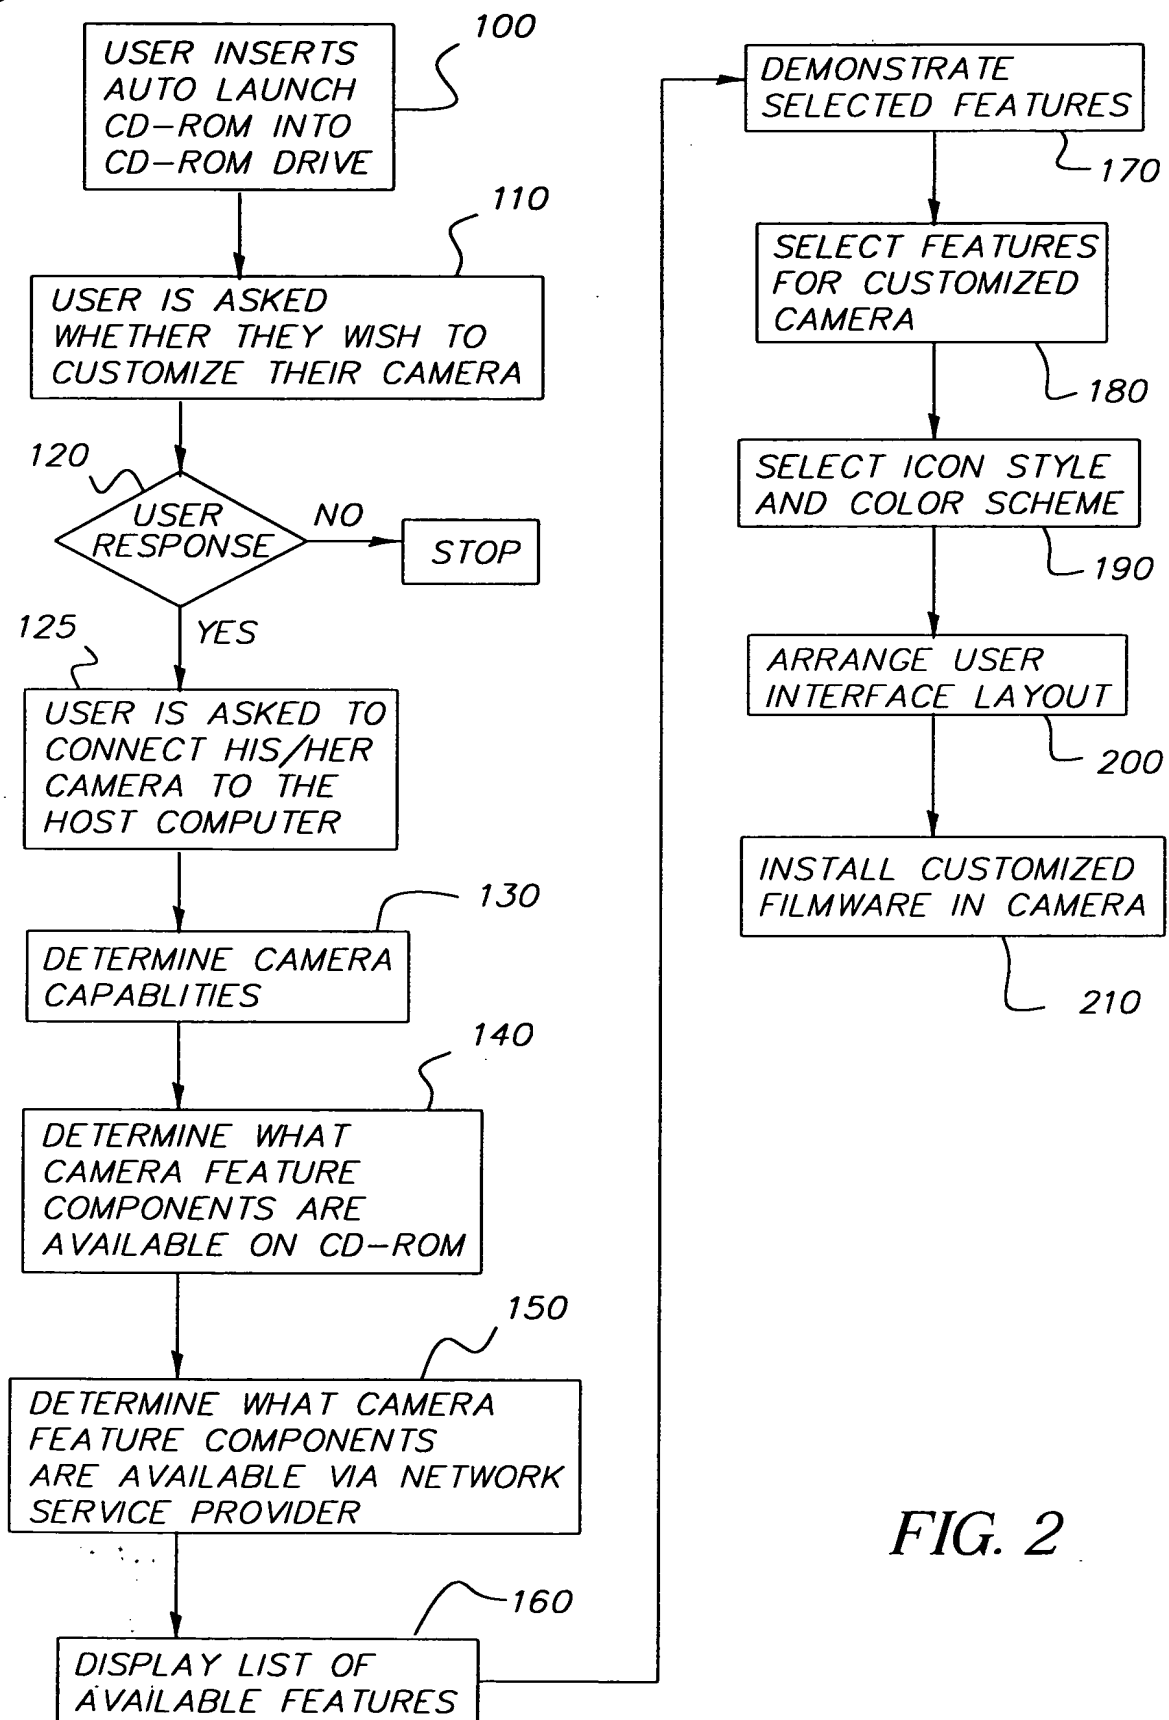 100
USER INSERTS
AUTO LAUNCH
CD-ROM INTO
CD-ROM DRIVE
110
USER IS ASKED
WHETHER THEY WISH TO
CUSTOMIZE THEIR CAMERA
120
USER
RESPONSE
NO
STOP
YES
125
USER IS ASKED TO
CONNECT HIS/HER
CAMERA TO THE
HOST COMPUTER
130
DETERMINE CAMERA
CAPABLITIES
140
DETERMINE WHAT
CAMERA FEATURE
COMPONENTS ARE
AVAILABLE ON CD-ROM
150
DETERMINE WHAT CAMERA
FEATURE COMPONENTS
ARE AVAILABLE VIA NETWORK
SERVICE PROVIDER
160
DISPLAY LIST OF
AVAILABLE FEATURES
DEMONSTRATE
SELECTED FEATURES
170
SELECT FEATURES
FOR CUSTOMIZED
CAMERA
180
SELECT ICON STYLE
AND COLOR SCHEME
190
ARRANGE USER
INTERFACE LAYOUT
200
INSTALL CUSTOMIZED
FILMWARE IN CAMERA
210
FIG. 2